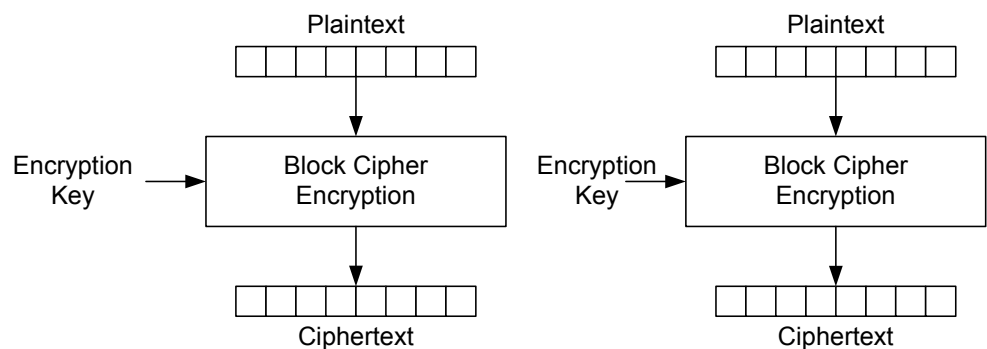 Plaintext
Plaintext
Encryption
Key
Block Cipher
Encryption
Encryption
Key
Block Cipher
Encryption
Ciphertext
Ciphertext